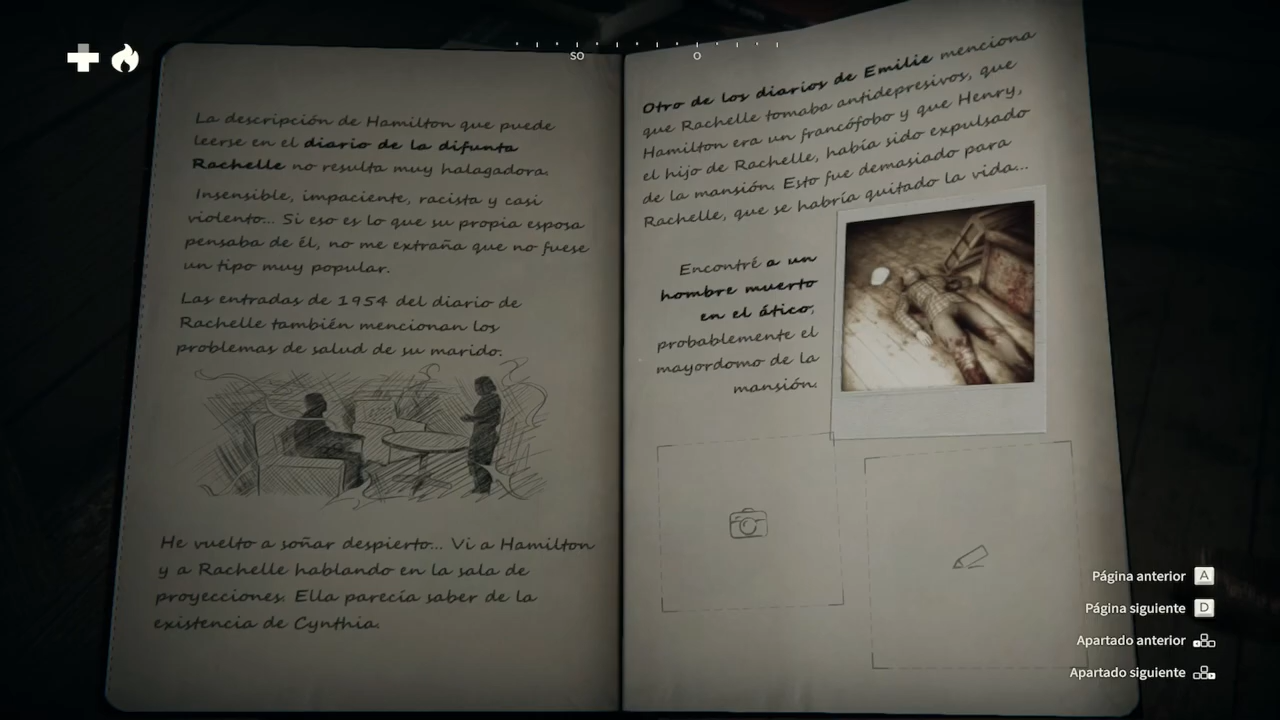 SO
O
La descripción de Hamilton que puede
leerse en el diario de la difunta
Rachelle no resulta muy halagadora.
Insensible, impaciente, racista y casi
violento... Si eso es lo que su propia esposa
pensaba de él, no me extraña que no fuese
un tipo muy popular.
Las entradas de 1954 del diario de
Rachelle también mencionan los
problemas de salud de su marido.
He vuelto a soñar despierto... Vi a Hamilton
y a Rachelle hablando en la sala de
proyecciones. Ella parecía saber de la
existencia de Cynthia.
Otro de los diarios de Emilie menciona
que Rachelle tomaba antidepresivos, que
Hamilton era un francófobo y que Henry,
el hijo de Rachelle, había sido expulsado
de la mansión. Esto fue demasiado para
Rachelle, que se habría quitado la vida...
Encontré a un
hombre muerto
en el ático,
probablemente el
mayordomo de la
mansión.
Página anterior A
Página siguiente D
Apartado anterior
Apartado siguiente